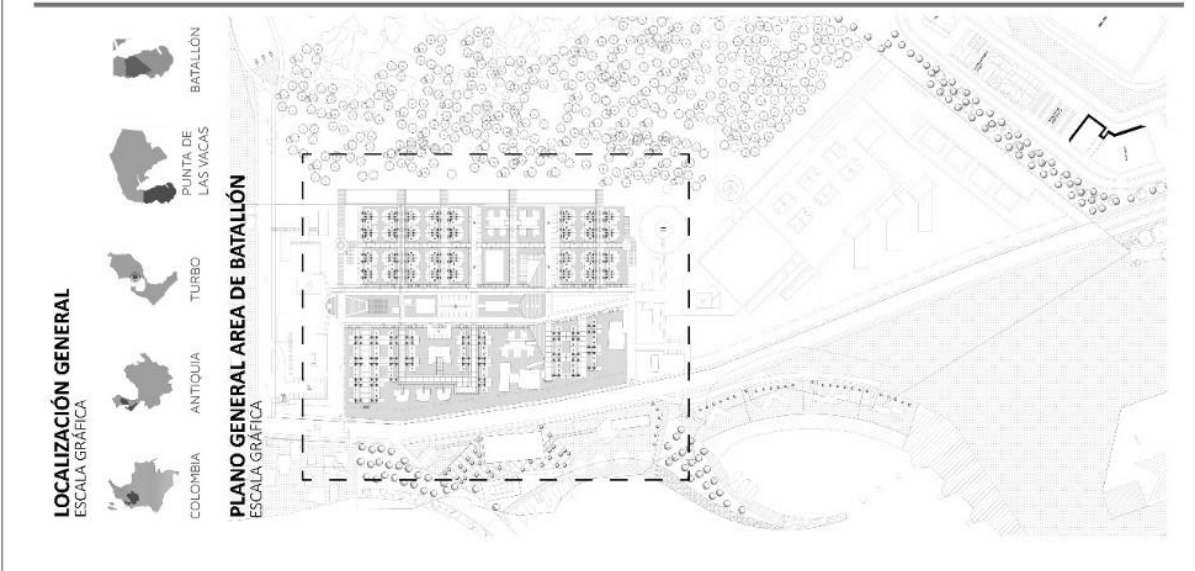 LOCALIZACIÓN GENERAL
ESCALA GRÁFICA
COLOMBIA
ANTIQUIA
TURBO
PUNTA DE
LAS VACAS
BATALLÓN
PLANO GENERAL AREA DE BATALLÓN
ESCALA GRÁFICA